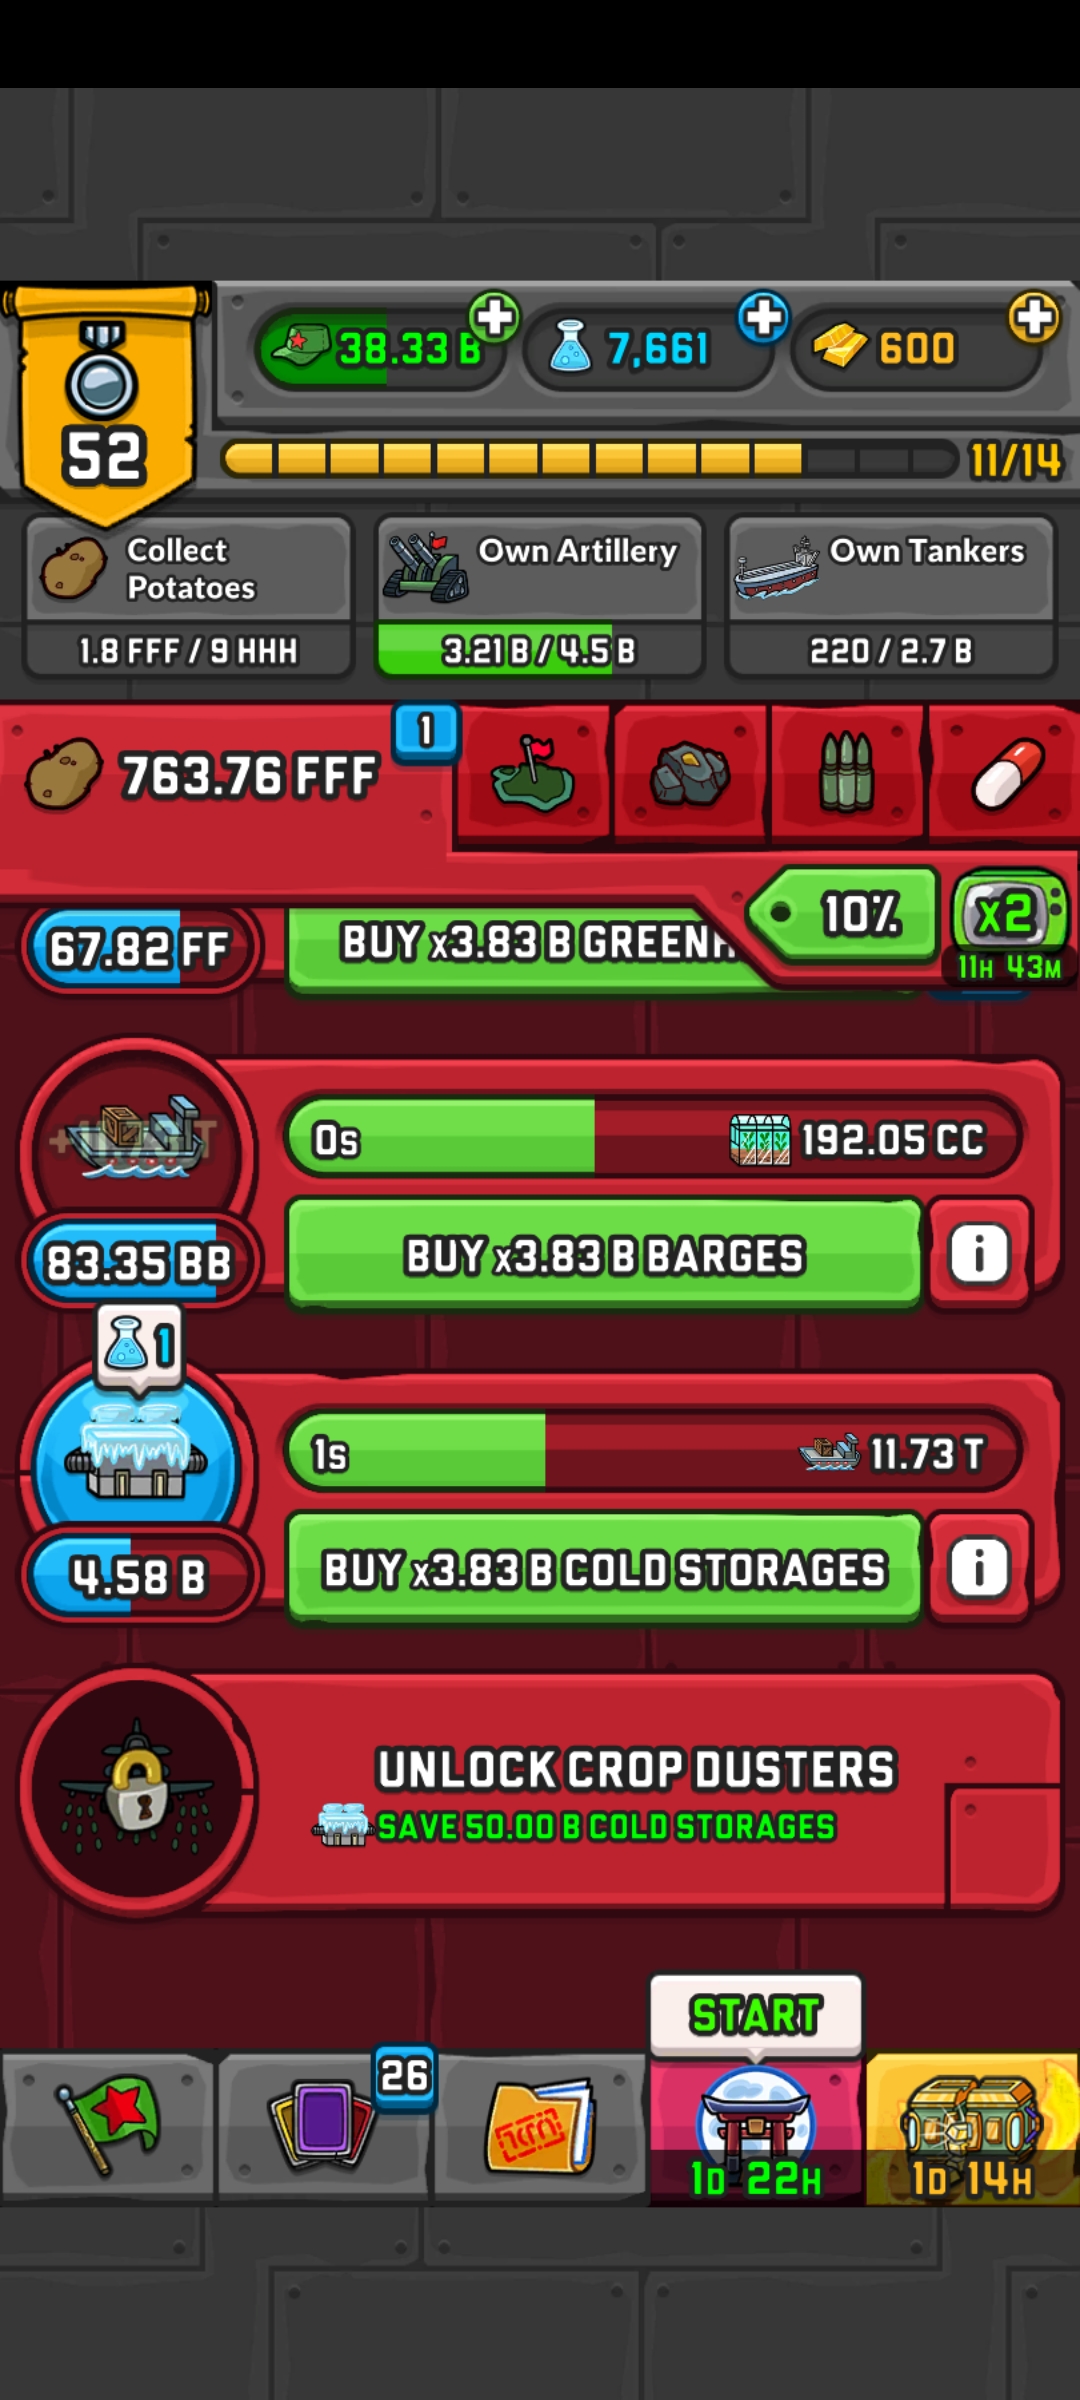 38.33 B
7,661
600
52
11/14
Collect
Potatoes
Own Artillery
Own Tankers
1.8 FFF / 9 HHH
3.21 B / 4.5 B
220 / 2.7 B
763.76 FFF
1
10%
x2
11H 43M
67.82 FF
BUY x3.83 B GREENH
0s
192.05 CC
83.35 BB
BUY x3.83 B BARGES
i
1
1s
11.73 T
4.58 B
BUY x3.83 B COLD STORAGES
i
UNLOCK CROP DUSTERS
SAVE 50.00 B COLD STORAGES
START
26
1D 22H
1D 14H